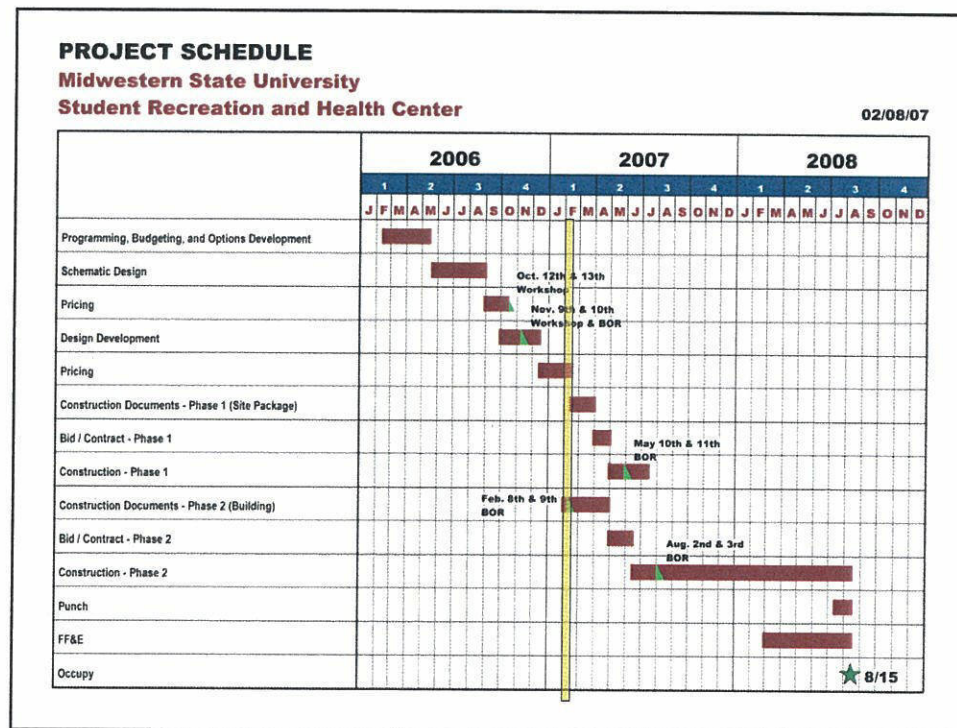 PROJECT SCHEDULE
Midwestern State University
Student Recreation and Health Center
02/08/07
2006 2007 2008
1 2 3 4 1 2 3 4 1 2 3 4
J F M A M J J A S O N D J F M A M J J A S O N D J F M A M J J A S O N D
Programming, Budgeting, and Options Development
Schematic Design
Oct. 12th & 13th
Workshop
Pricing
Nov. 9th & 10th
Workshop & BOR
Design Development
Pricing
Construction Documents - Phase 1 (Site Package)
Bid / Contract - Phase 1
May 10th & 11th
BOR
Construction - Phase 1
Feb. 8th & 9th
BOR
Construction Documents - Phase 2 (Building)
Bid / Contract - Phase 2
Aug. 2nd & 3rd
BOR
Construction - Phase 2
Punch
FF&E
Occupy
8/15